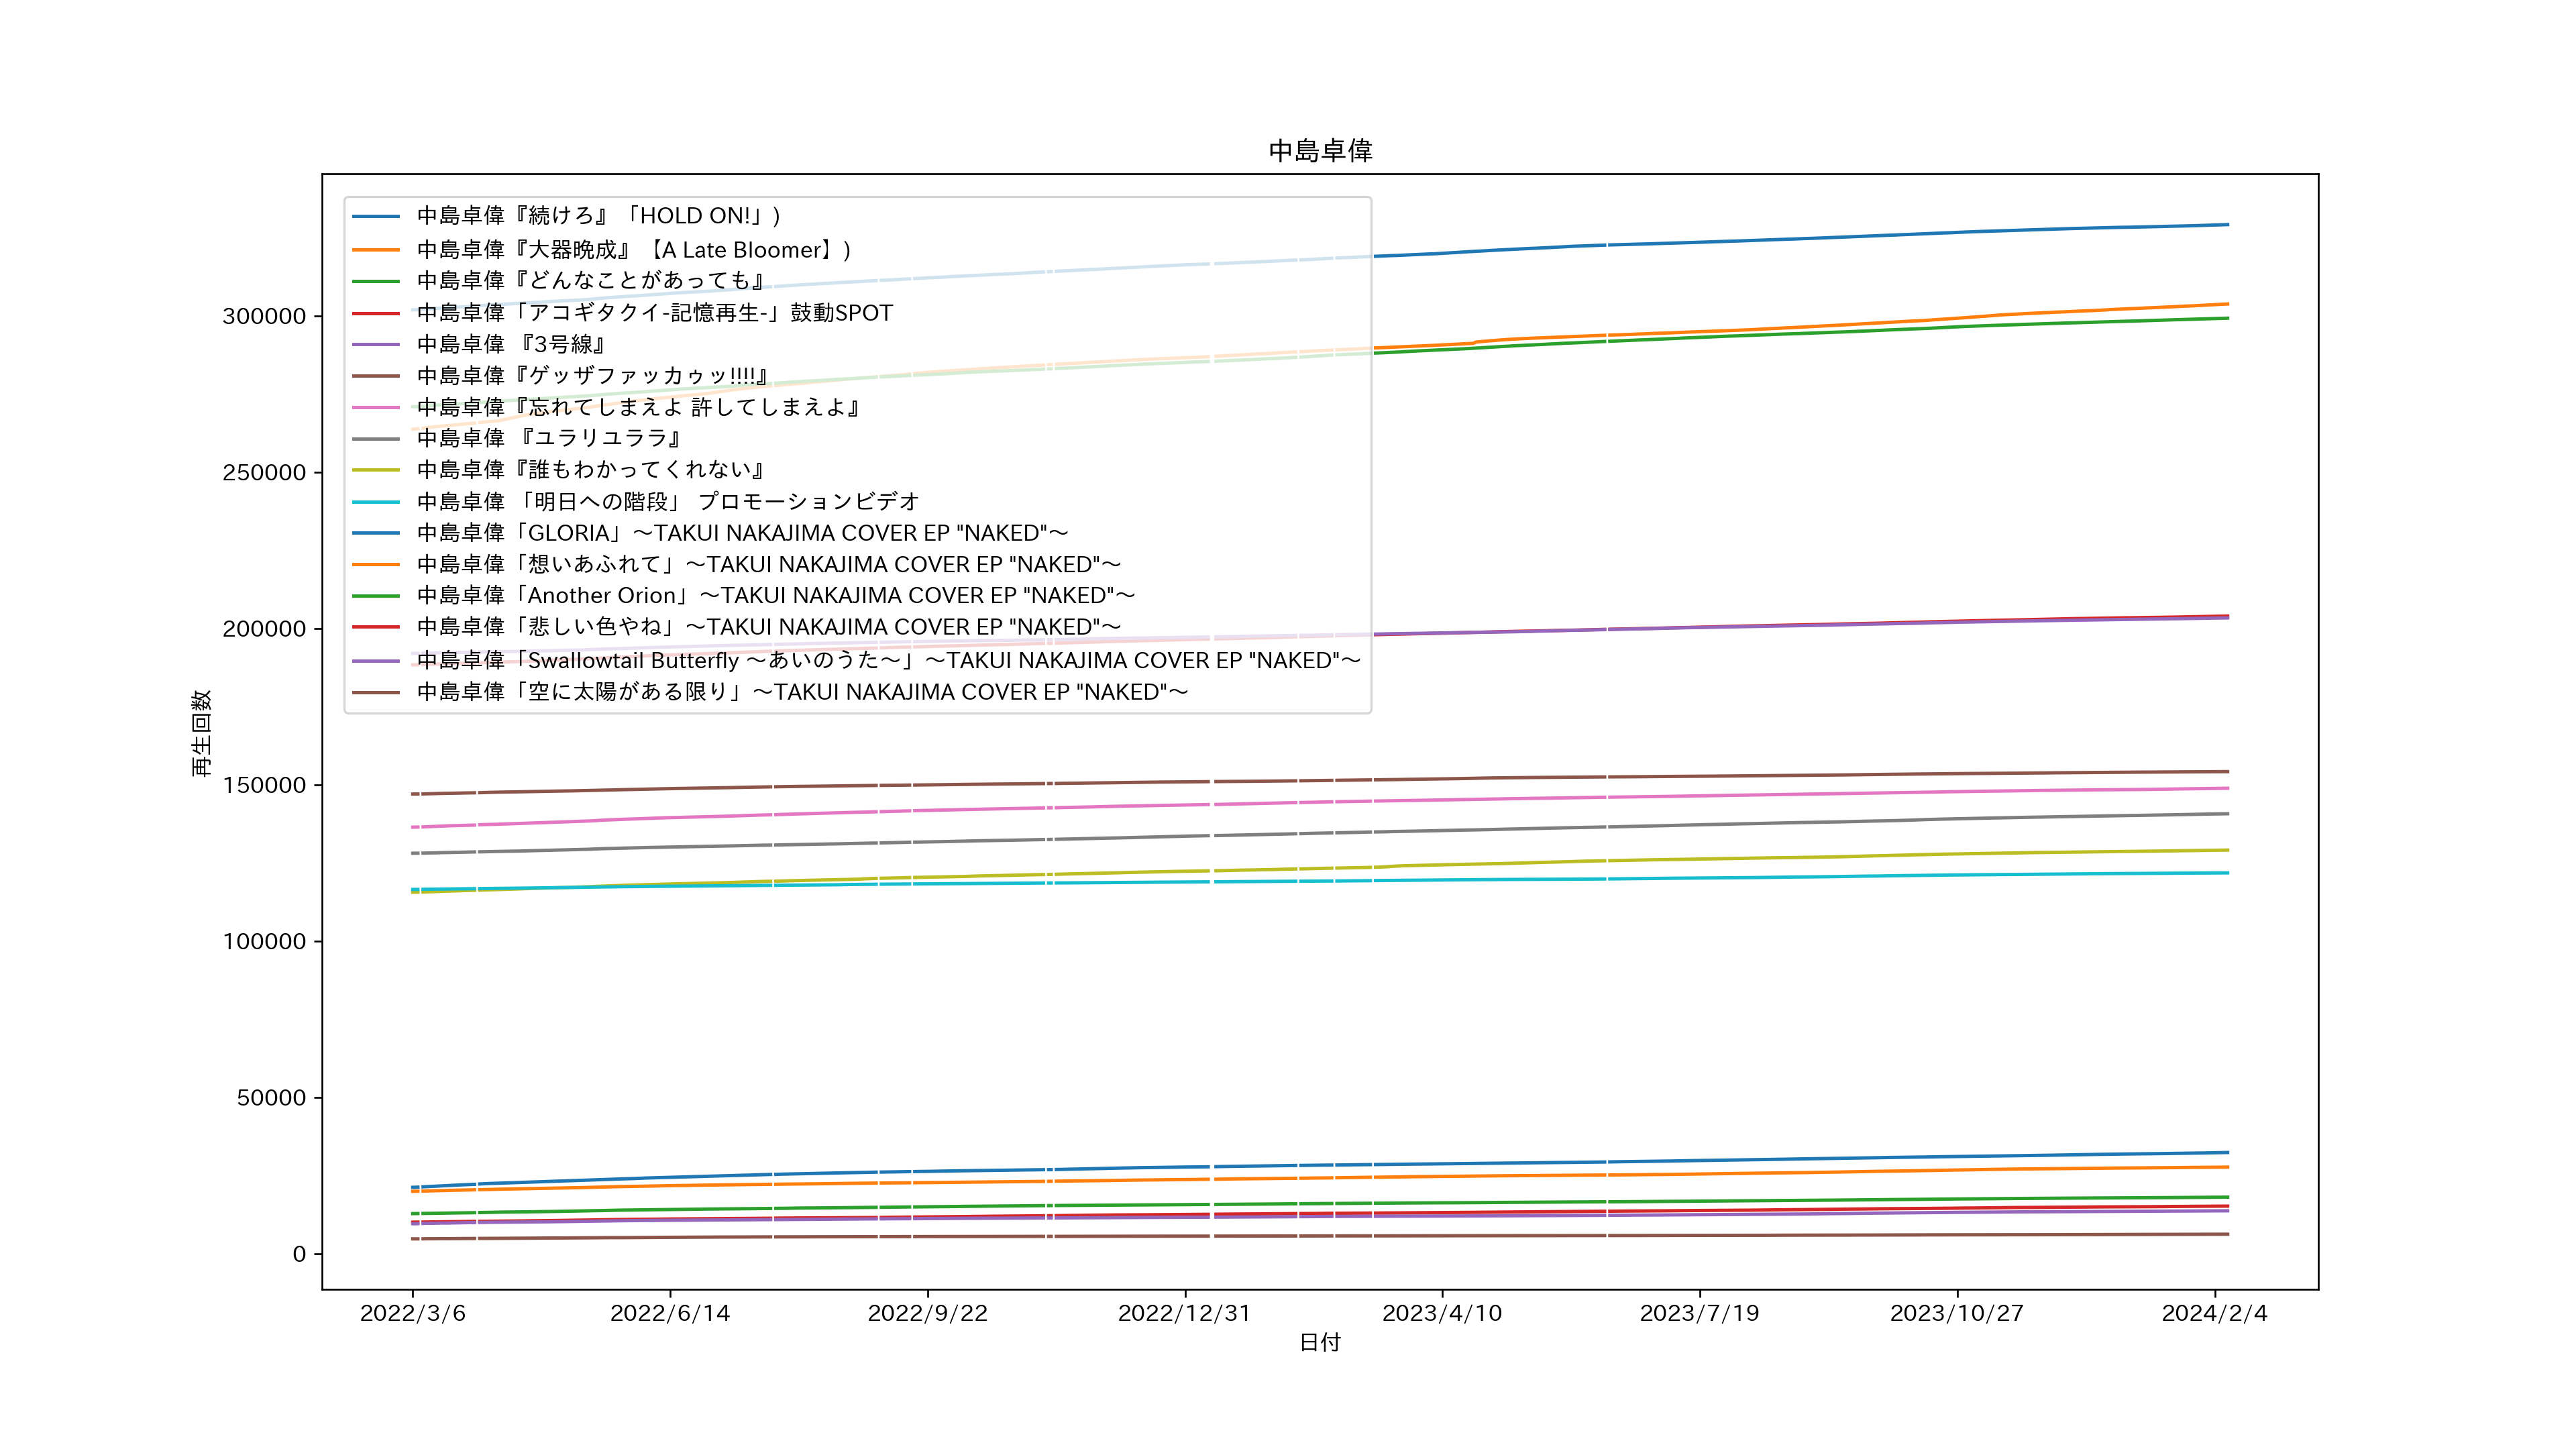 中島卓偉
中島卓偉『続けろ』「HOLD ON!」)
中島卓偉『大器晩成』【A Late Bloomer】)
中島卓偉『どんなことがあっても』
中島卓偉「アコギタクイ-記憶再生-」鼓動SPOT
中島卓偉 『3号線』
中島卓偉『ゲッザファッカゥッ!!!!』
中島卓偉『忘れてしまえよ 許してしまえよ』
中島卓偉 『ユラリユララ』
中島卓偉『誰もわかってくれない』
中島卓偉 「明日への階段」 プロモーションビデオ
中島卓偉「GLORIA」～TAKUI NAKAJIMA COVER EP "NAKED"～
中島卓偉「想いあふれて」～TAKUI NAKAJIMA COVER EP "NAKED"～
中島卓偉「Another Orion」～TAKUI NAKAJIMA COVER EP "NAKED"～
中島卓偉「悲しい色やね」～TAKUI NAKAJIMA COVER EP "NAKED"～
中島卓偉「Swallowtail Butterfly ～あいのうた～」～TAKUI NAKAJIMA COVER EP "NAKED"～
中島卓偉「空に太陽がある限り」～TAKUI NAKAJIMA COVER EP "NAKED"～
再生回数
300000
250000
200000
150000
100000
50000
0
2022/3/6 2022/6/14 2022/9/22 2022/12/31 2023/4/10 2023/7/19 2023/10/27 2024/2/4
日付